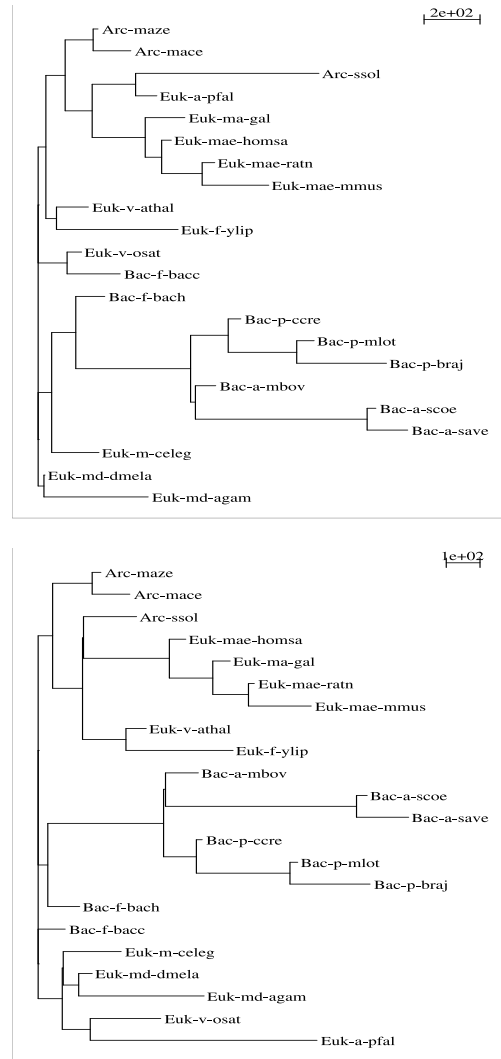 2e+02
Arc-maze
Arc-mace
Arc-ssol
Euk-a-pfal
Euk-ma-gal
Euk-mae-homsa
Euk-mae-ratn
Euk-mae-mmus
Euk-v-athal
Euk-f-ylip
Euk-v-osat
Bac-f-bacc
Bac-f-bach
Bac-p-ccre
Bac-p-mlot
Bac-p-braj
Bac-a-mbov
Bac-a-scoe
Bac-a-save
Euk-m-celeg
Euk-md-dmela
Euk-md-agam
1e+02
Arc-maze
Arc-mace
Arc-ssol
Euk-mae-homsa
Euk-ma-gal
Euk-mae-ratn
Euk-mae-mmus
Euk-v-athal
Euk-f-ylip
Bac-a-mbov
Bac-a-scoe
Bac-a-save
Bac-p-ccre
Bac-p-mlot
Bac-p-braj
Bac-f-bach
Bac-f-bacc
Euk-m-celeg
Euk-md-dmela
Euk-md-agam
Euk-v-osat
Euk-a-pfal